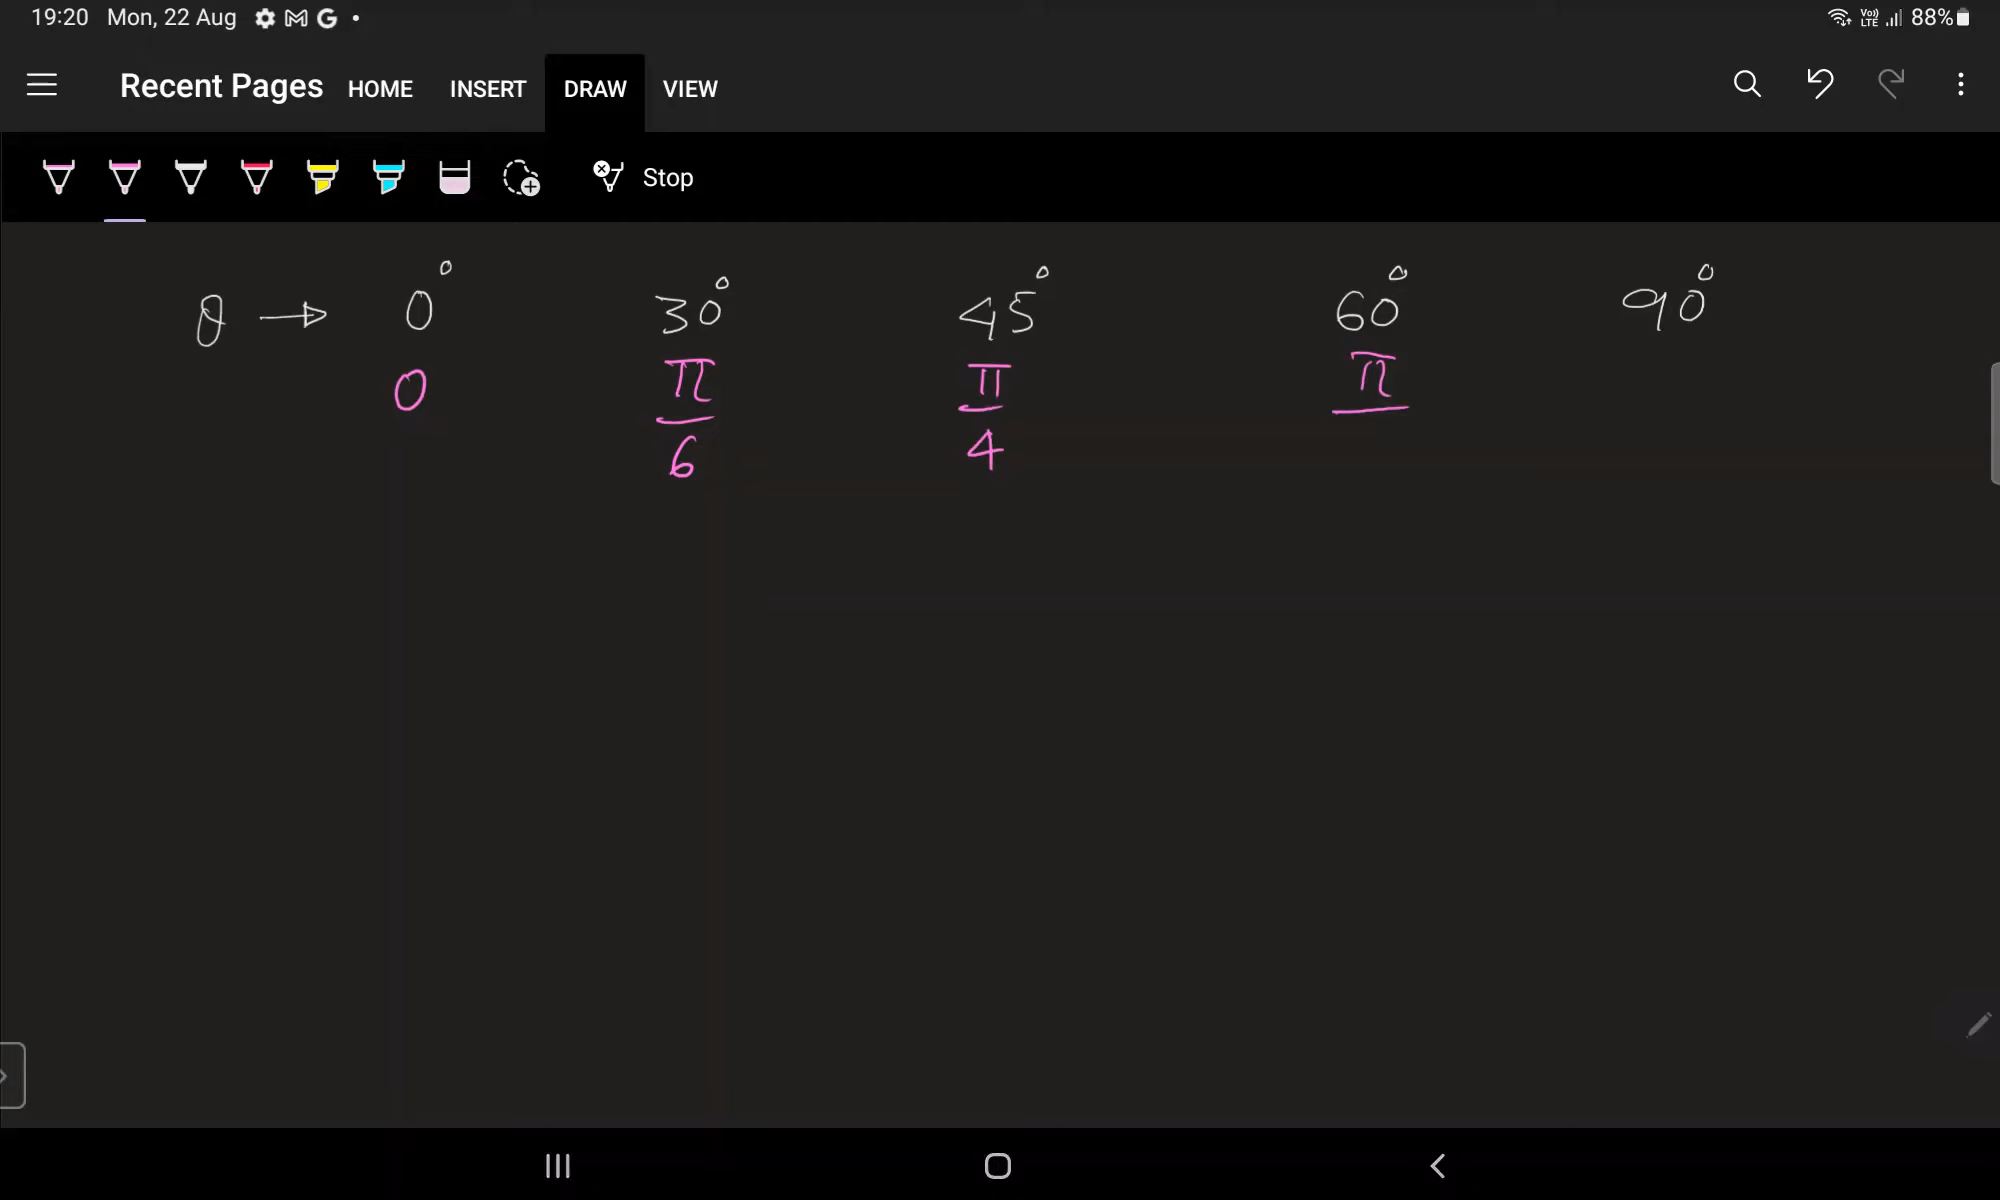 19:20 Mon, 22 Aug 88%
Recent Pages HOME INSERT DRAW VIEW
Stop
θ → 0° 30° 45° 60° 90°
0 π/6 π/4 π